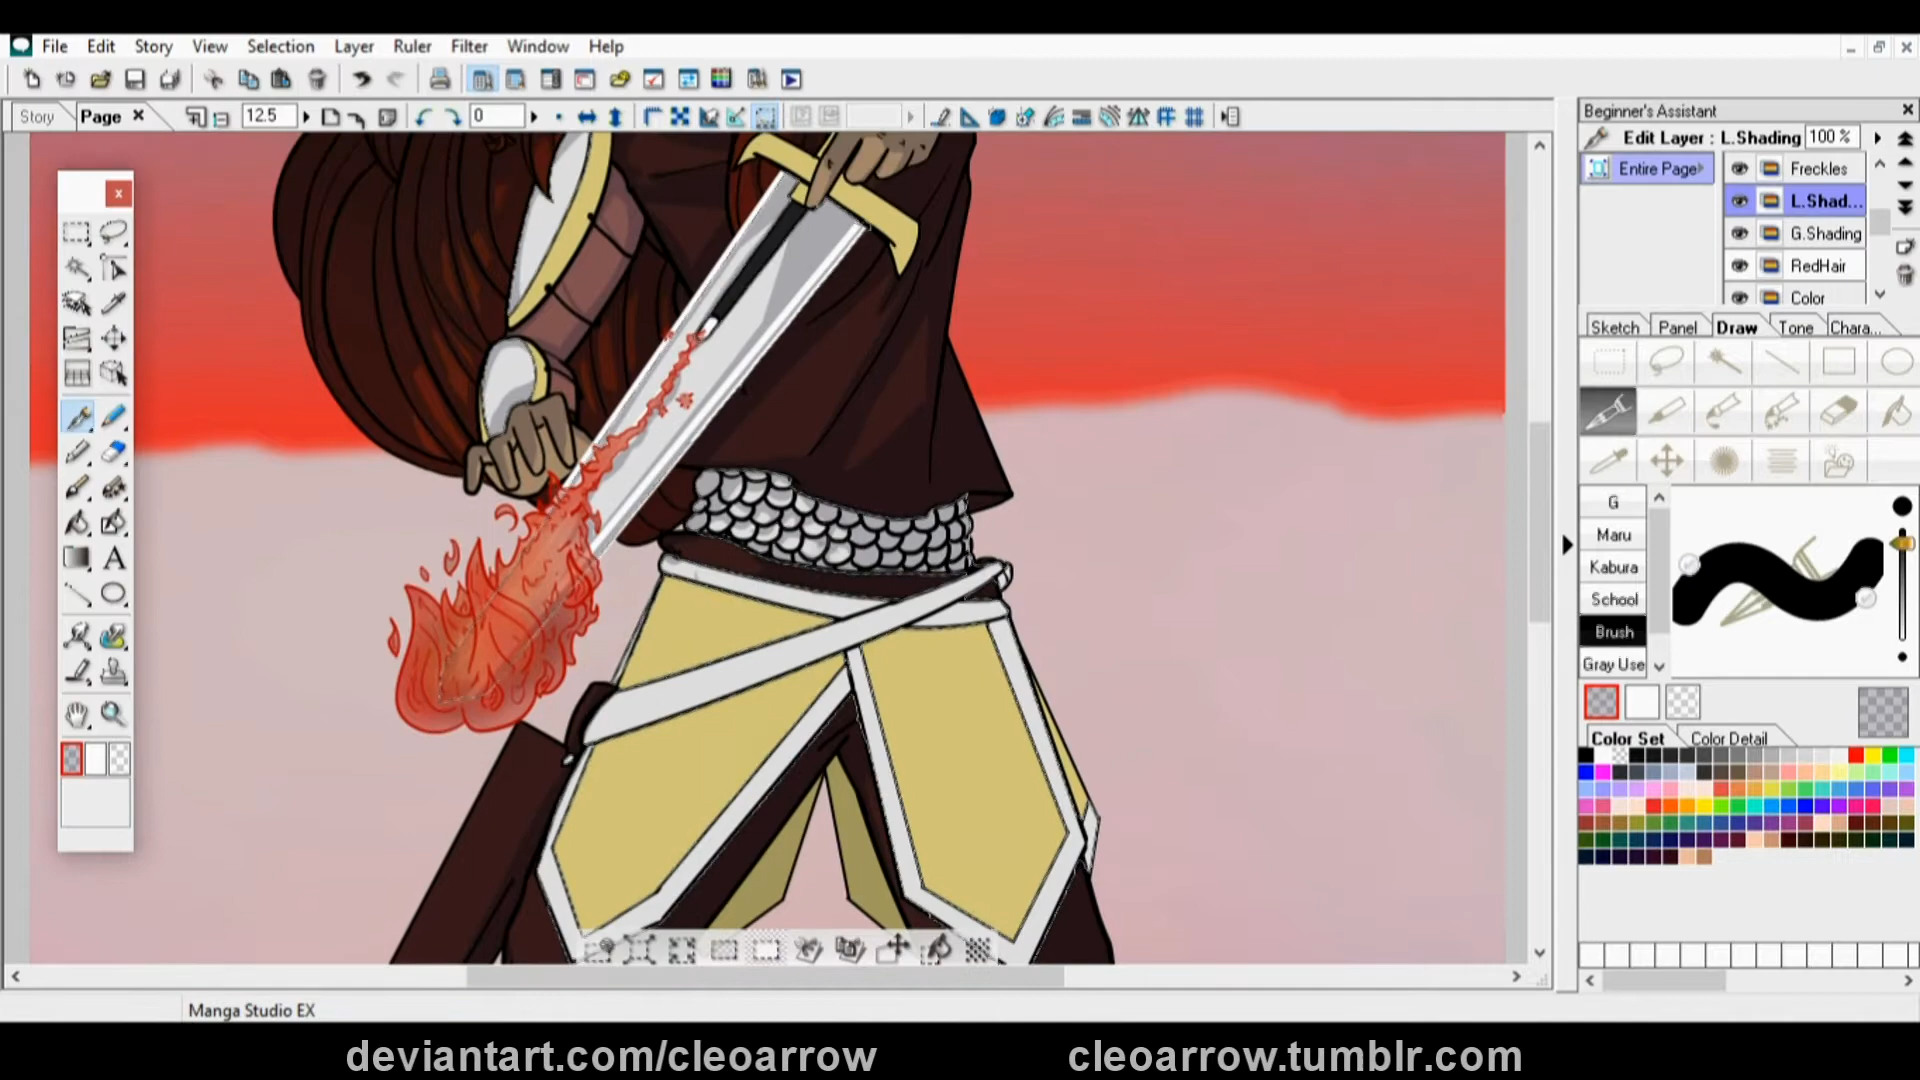 File Edit Story View Selection Layer Ruler Filter Window Help
Story Page 12.5 0
Beginner's Assistant
Edit Layer : L.Shading 100 %
Entire Page
Freckles
L.Shad...
G.Shading
RedHair
Color
Sketch Panel Draw Tone Chara...
G
Maru
Kabura
School
Brush
Gray Use
Color Set Color Detail
A
Manga Studio EX
deviantart.com/cleoarrow cleoarrow.tumblr.com